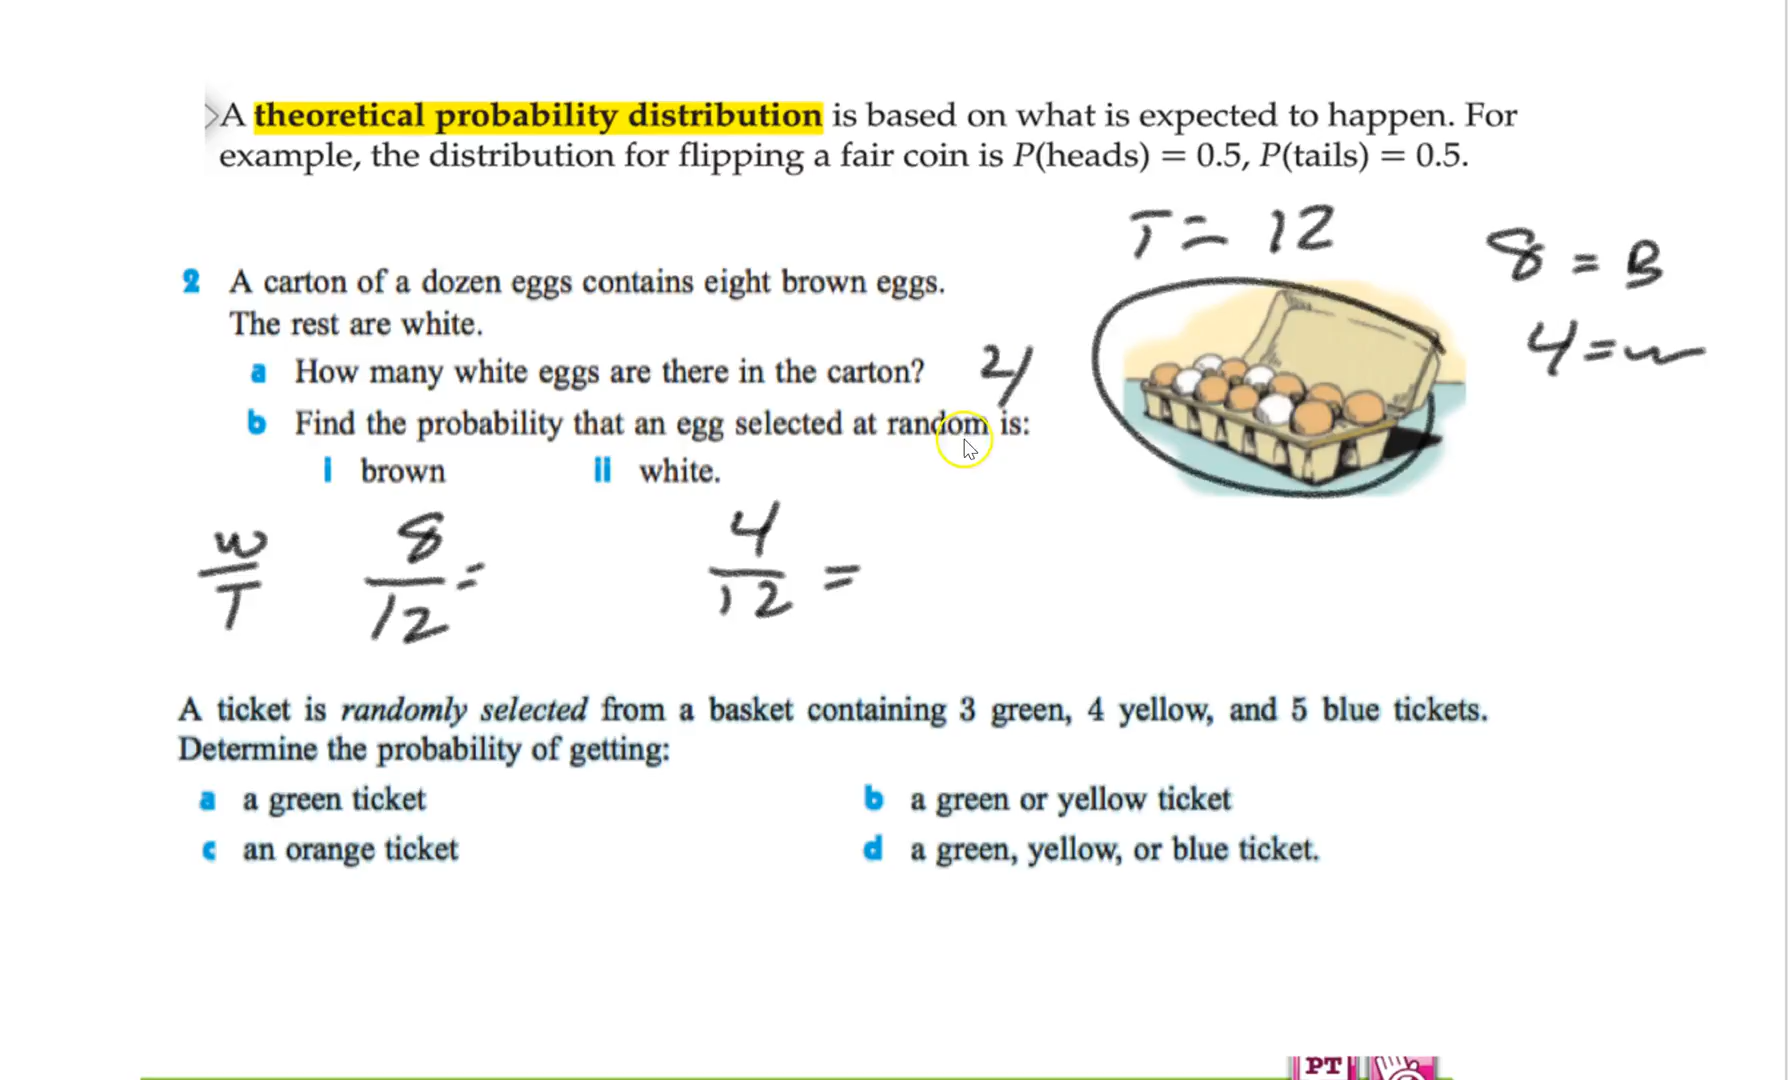 A theoretical probability distribution is based on what is expected to happen. For
example, the distribution for flipping a fair coin is P(heads) = 0.5, P(tails) = 0.5.
T = 12
8 = B
4 = w
2 A carton of a dozen eggs contains eight brown eggs.
The rest are white.
a How many white eggs are there in the carton? 4
b Find the probability that an egg selected at random is:
i brown ii white.
w/T 8/12 = 4/12 =
A ticket is randomly selected from a basket containing 3 green, 4 yellow, and 5 blue tickets.
Determine the probability of getting:
a a green ticket b a green or yellow ticket
c an orange ticket d a green, yellow, or blue ticket.
PT